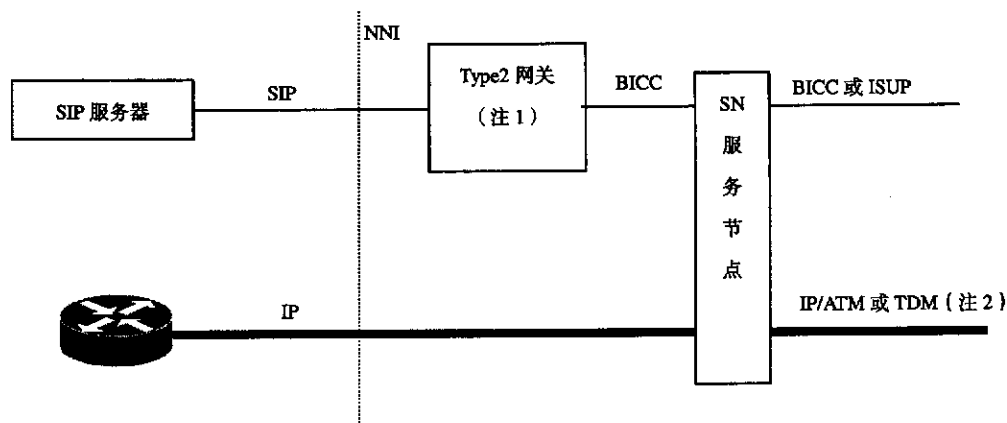 NNI
Type2 网关
（注 1）
SIP 服务器
SIP
BICC
SN
服
务
节
点
BICC 或 ISUP
IP
IP/ATM 或 TDM（注 2）